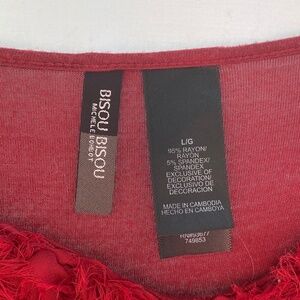 BISOU BISOU
MICHELE BOHBOT
L/G
95% RAYON/
RAYON
5% SPANDEX/
SPANDEX
EXCLUSIVE OF
DECORATION/
EXCLUSIVE DE
DECORACION
MADE IN CAMBODIA
HECHO EN CAMBOYA
749853